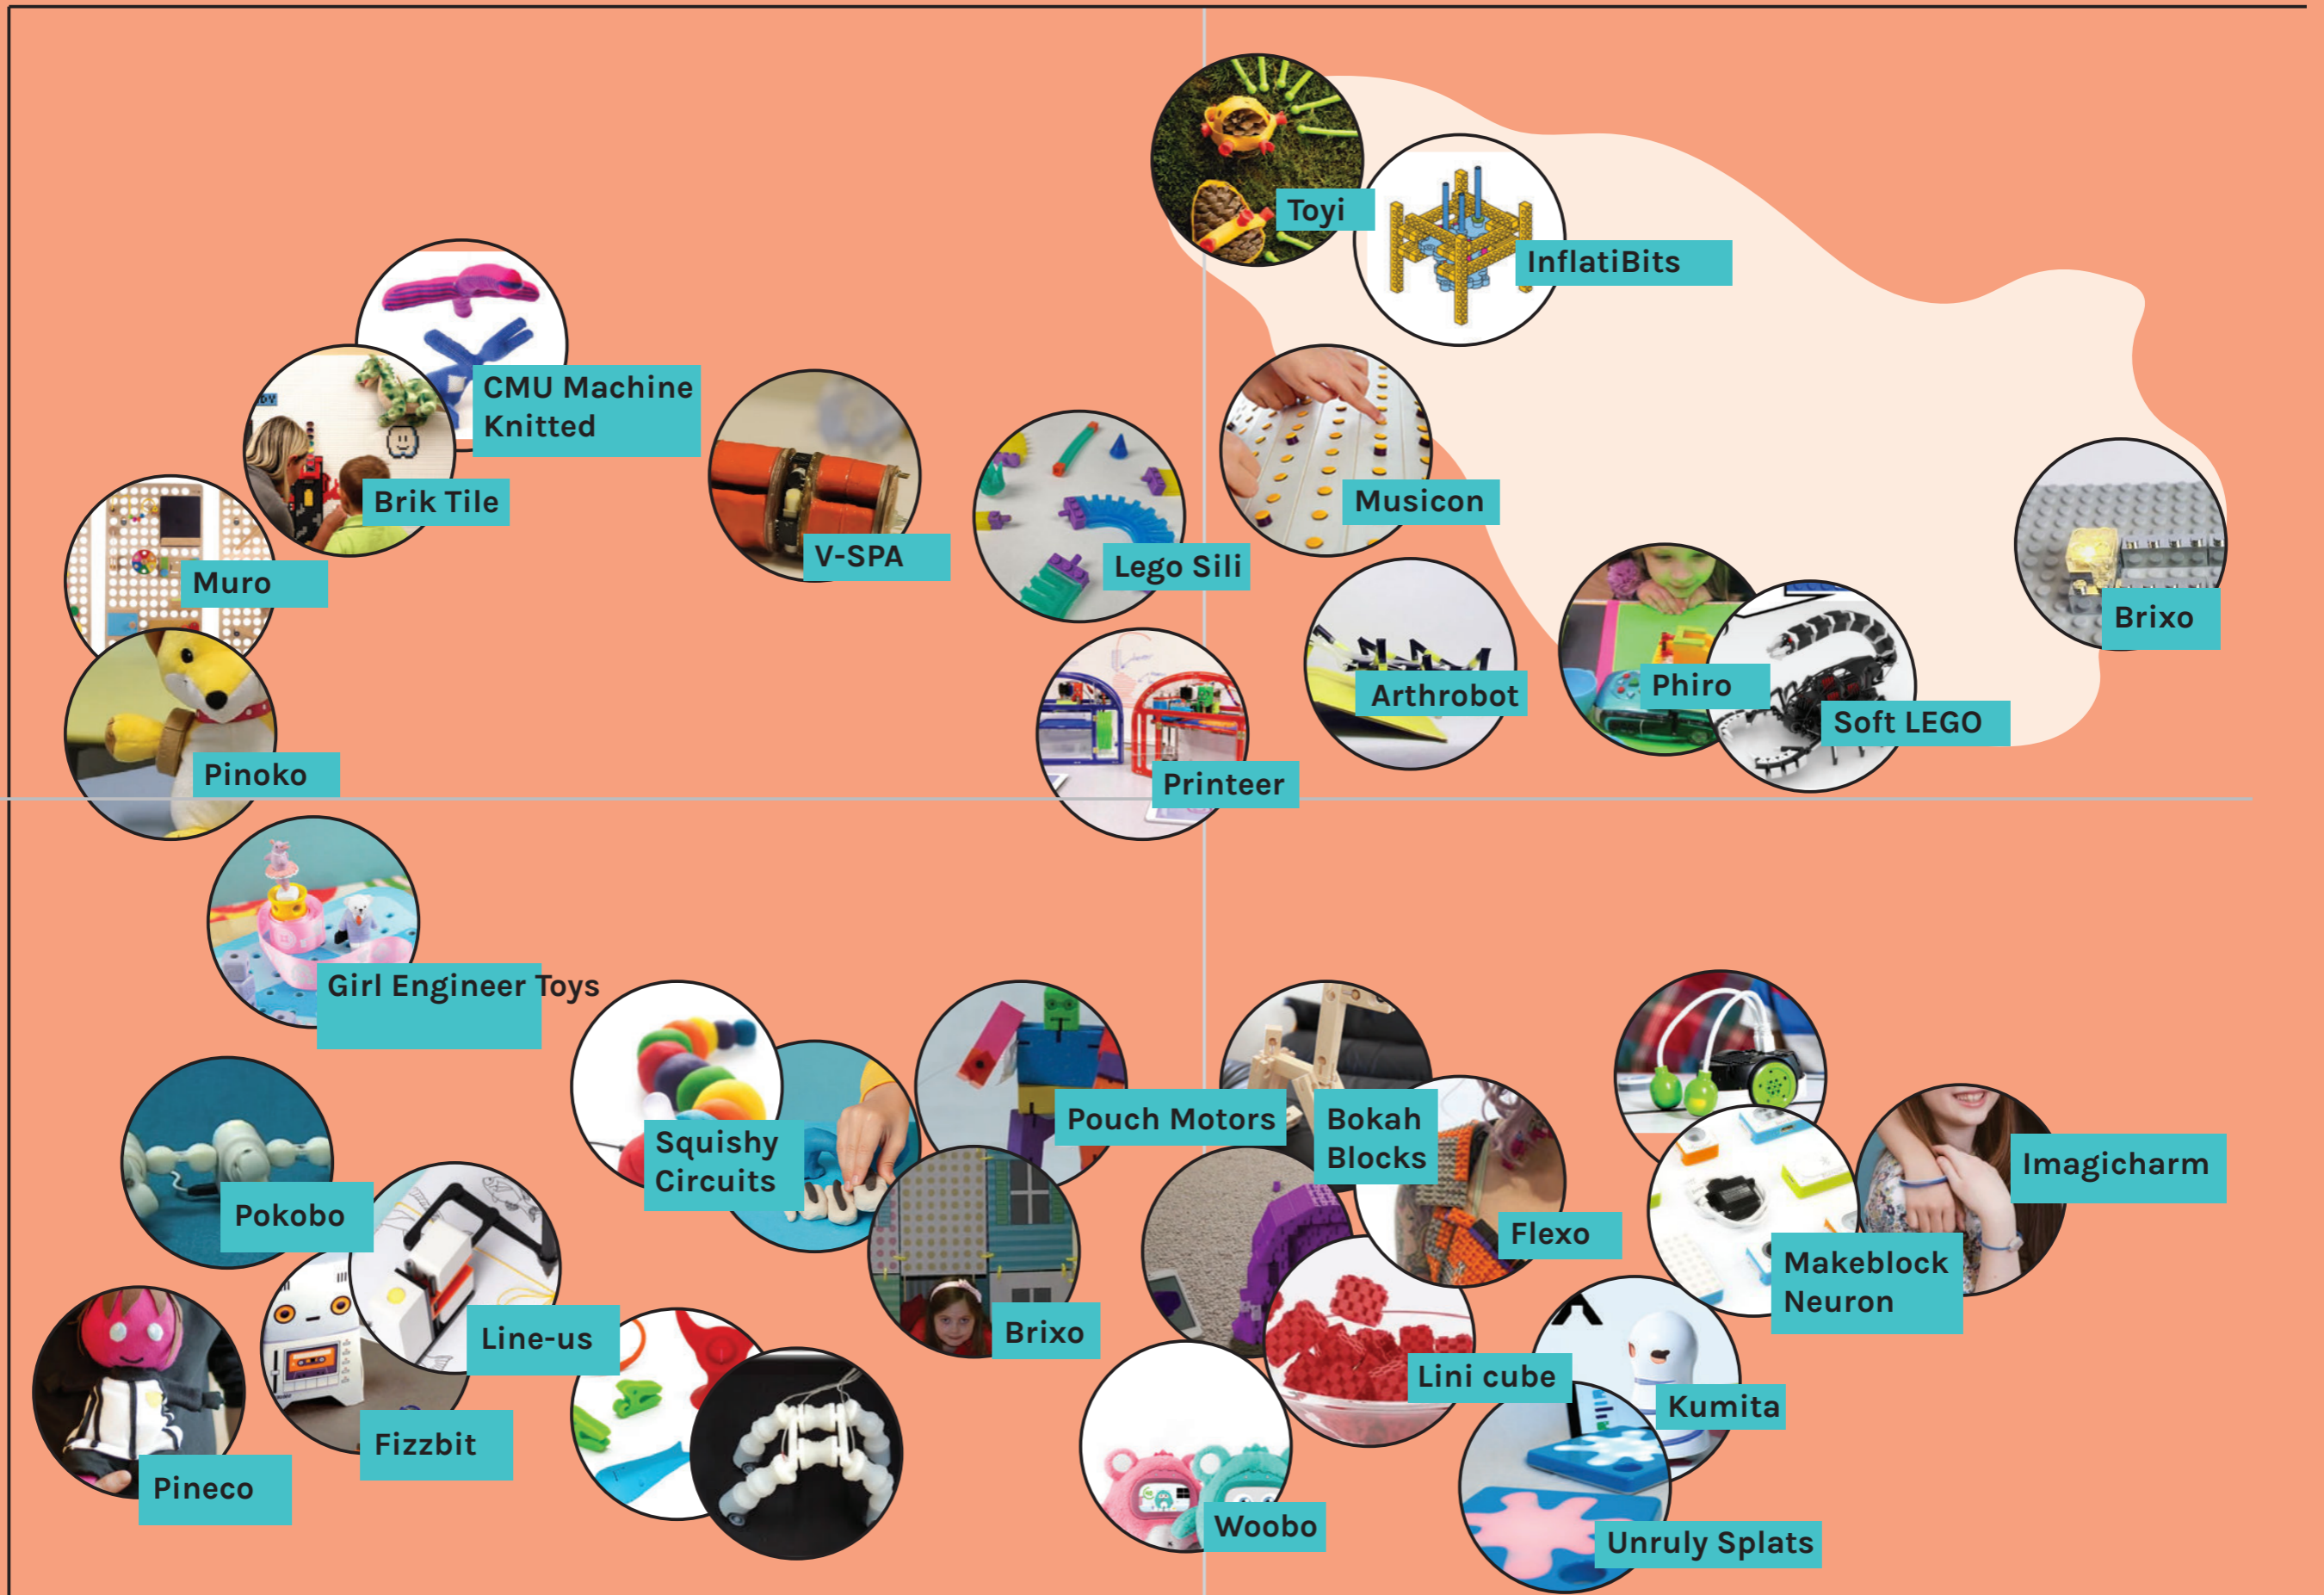 Toyi
InflatiBits
CMU Machine
Knitted
Brik Tile
Musicon
V-SPA
Lego Sili
Muro
Brixo
Arthrobot
Phiro
Soft LEGO
Pinoko
Printeer
Girl Engineer Toys
Pouch Motors
Bokah
Blocks
Squishy
Circuits
Imagicharm
Pokobo
Flexo
Makeblock
Neuron
Line-us
Brixo
Lini cube
Kumita
Fizzbit
Pineco
Woobo
Unruly Splats